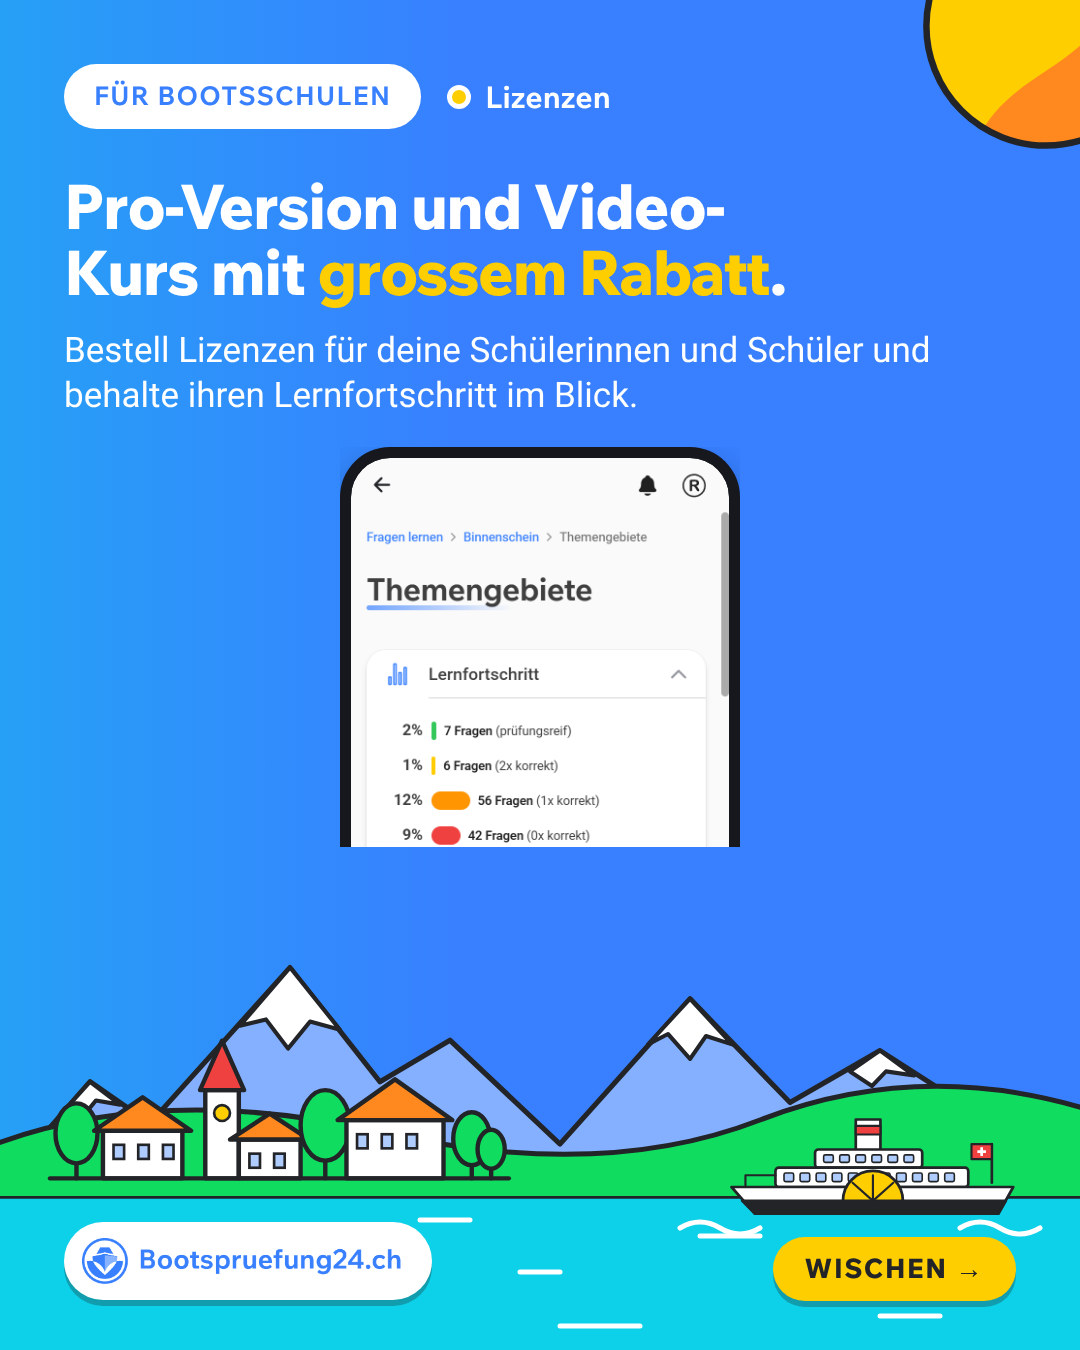 FÜR BOOTSSCHULEN
Lizenzen
Pro-Version und Video-
Kurs mit grossem Rabatt.
Bestell Lizenzen für deine Schülerinnen und Schüler und
behalte ihren Lernfortschritt im Blick.
R
Fragen lernen > Binnenschein > Themengebiete
Themengebiete
Lernfortschritt
2% 7 Fragen (prüfungsreif)
1% 6 Fragen (2x korrekt)
12% 56 Fragen (1x korrekt)
9% 42 Fragen (0x korrekt)
Bootspruefung24.ch
WISCHEN →